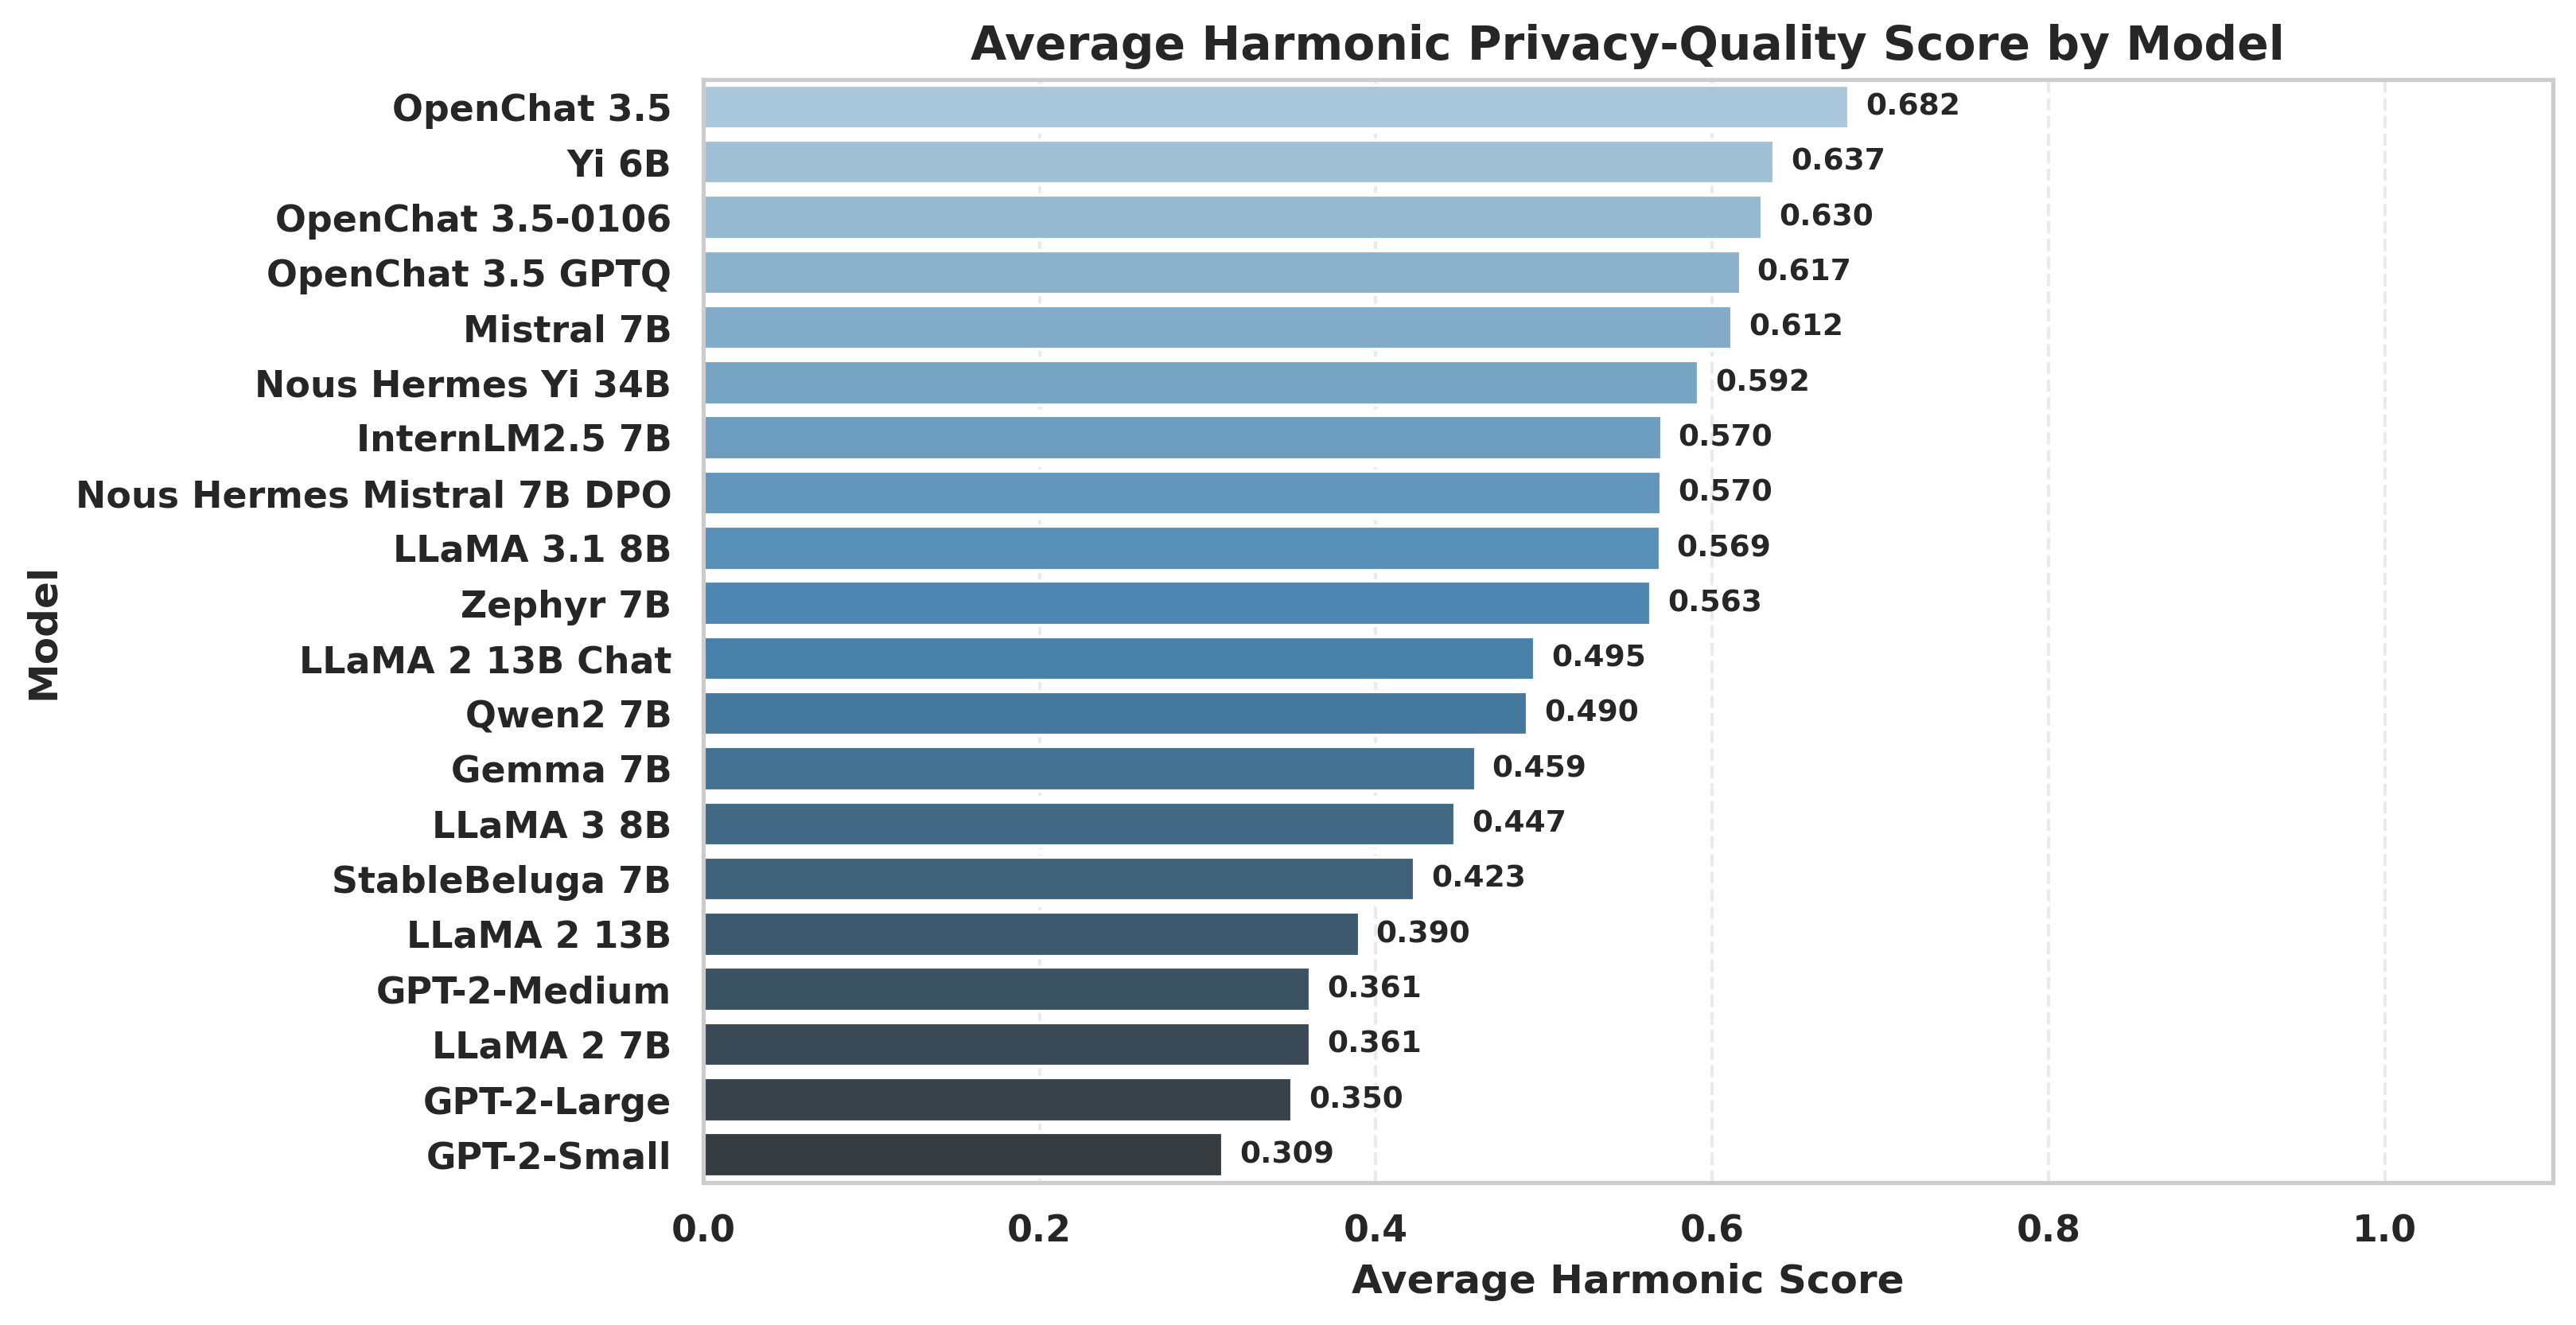 Average Harmonic Privacy-Quality Score by Model
OpenChat 3.5 0.682
Yi 6B 0.637
OpenChat 3.5-0106 0.630
OpenChat 3.5 GPTQ 0.617
Mistral 7B 0.612
Nous Hermes Yi 34B 0.592
InternLM2.5 7B 0.570
Nous Hermes Mistral 7B DPO 0.570
LLaMA 3.1 8B 0.569
Zephyr 7B 0.563
LLaMA 2 13B Chat 0.495
Qwen2 7B 0.490
Gemma 7B 0.459
LLaMA 3 8B 0.447
StableBeluga 7B 0.423
LLaMA 2 13B 0.390
GPT-2-Medium 0.361
LLaMA 2 7B 0.361
GPT-2-Large 0.350
GPT-2-Small 0.309
Model
0.0 0.2 0.4 0.6 0.8 1.0
Average Harmonic Score